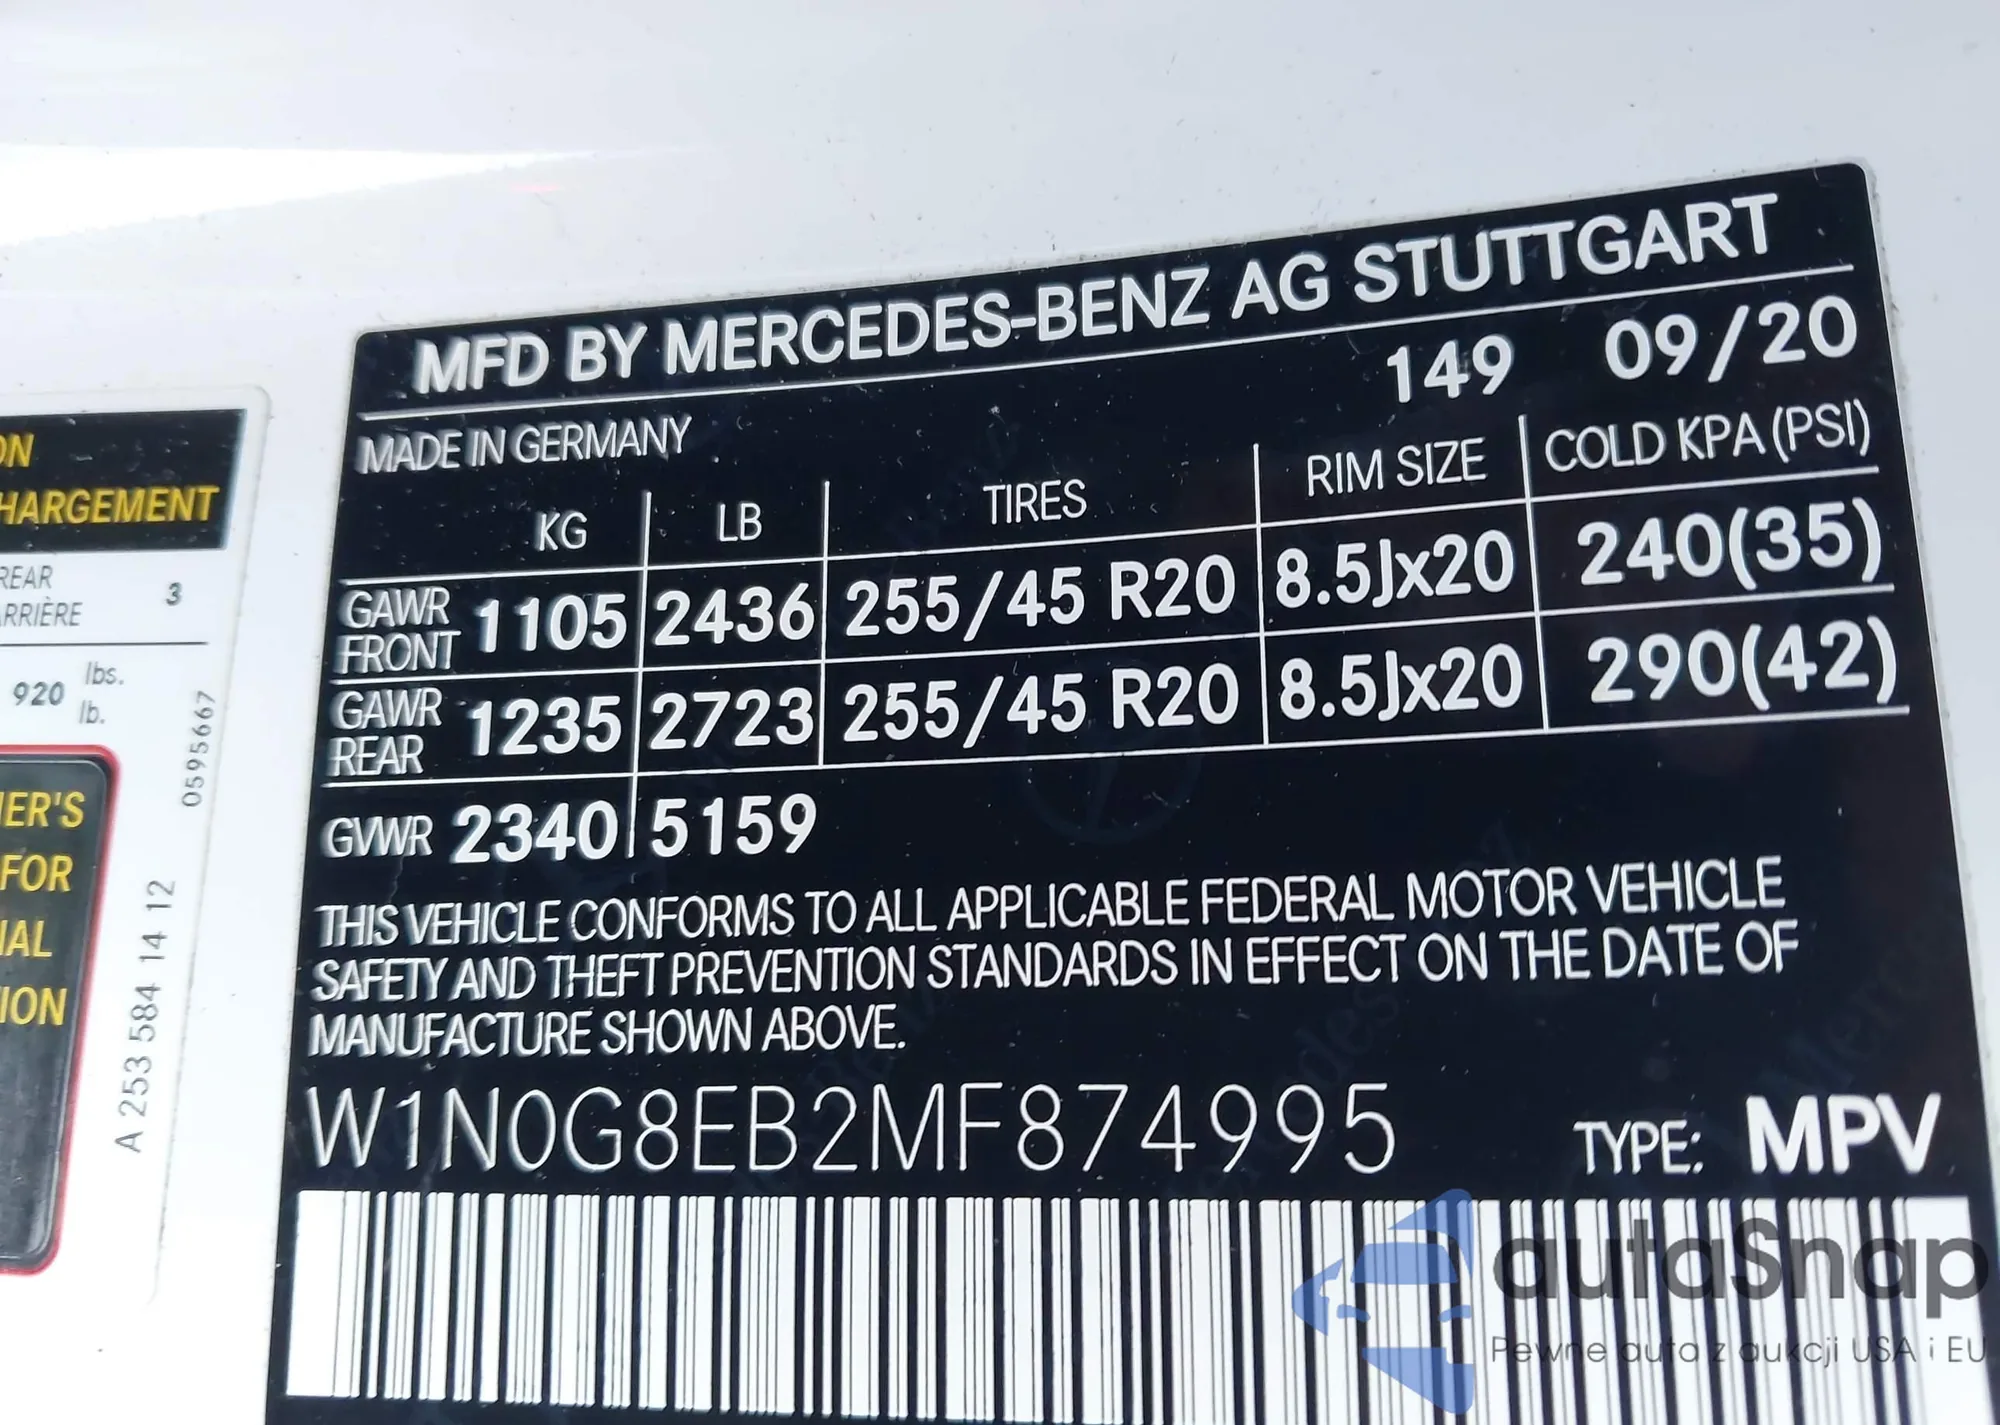 ON
HARGEMENT
REAR
ARRIÈRE
3
920
lbs.
lb.
0595667
IER'S
FOR
IAL
ION
A 253 584 14 12
MFD BY MERCEDES-BENZ AG STUTTGART
149 09/20
MADE IN GERMANY
KG LB TIRES RIM SIZE COLD KPA (PSI)
GAWR FRONT 1105 2436 255/45 R20 8.5Jx20 240(35)
GAWR REAR 1235 2723 255/45 R20 8.5Jx20 290(42)
GVWR 2340 5159
THIS VEHICLE CONFORMS TO ALL APPLICABLE FEDERAL MOTOR VEHICLE
SAFETY AND THEFT PREVENTION STANDARDS IN EFFECT ON THE DATE OF
MANUFACTURE SHOWN ABOVE.
W1N0G8EB2MF874995 TYPE: MPV
autaSnap
Pewne auta z aukcji USA i EU